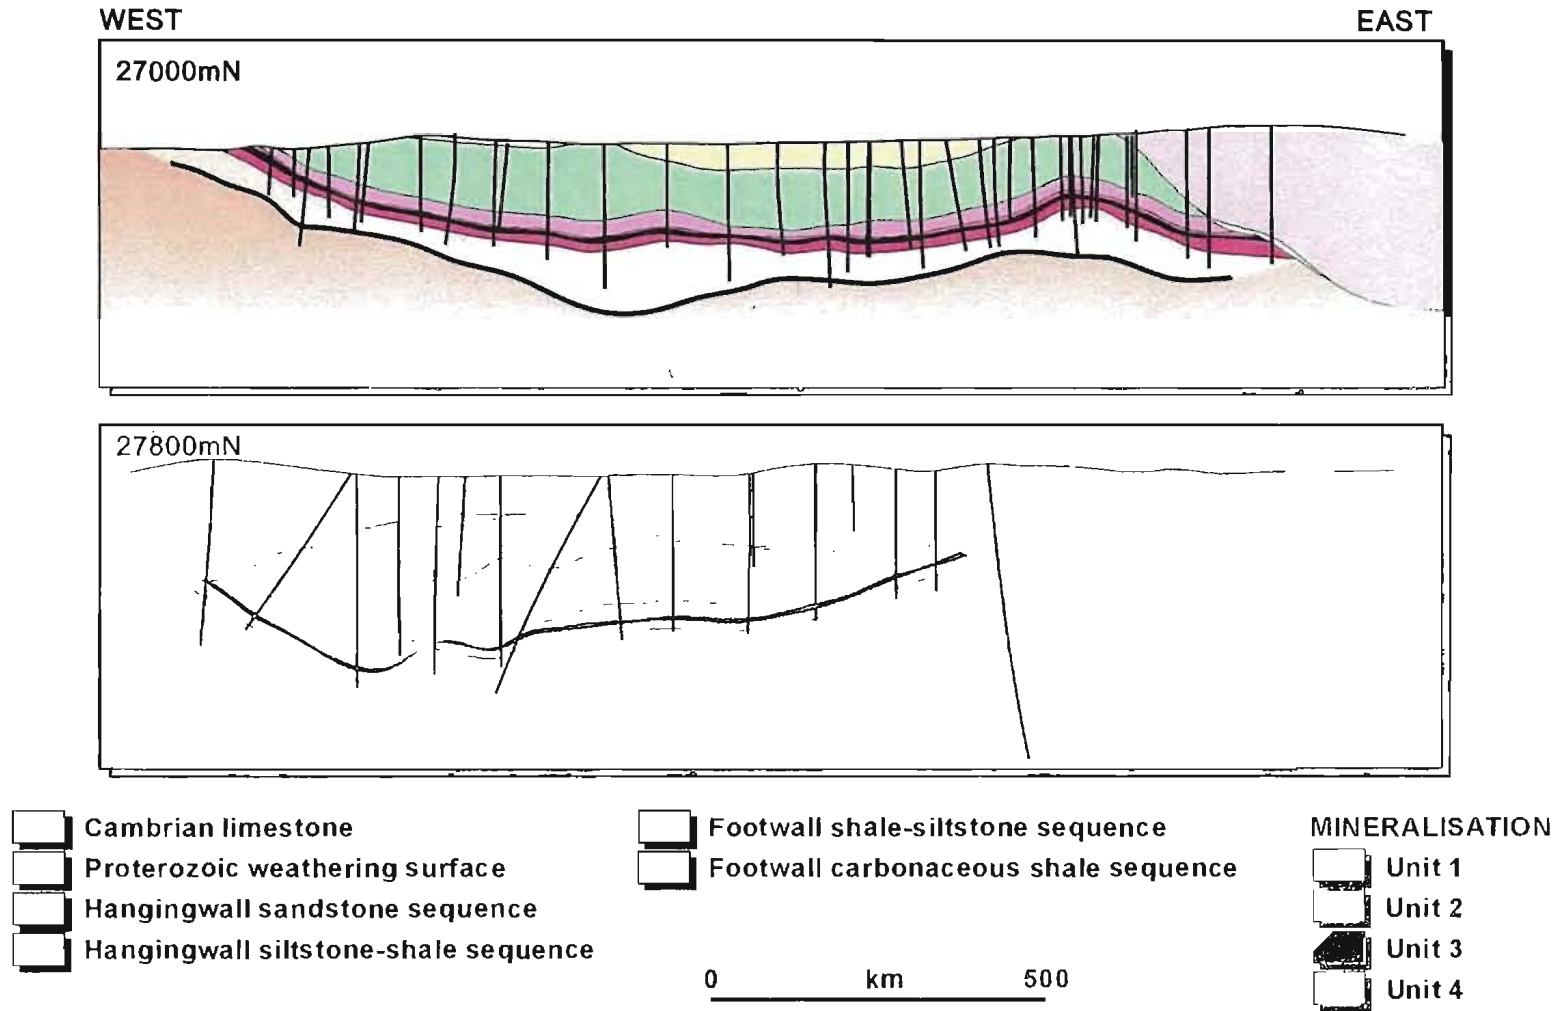 WEST
EAST
27000mN
27800mN
Cambrian limestone
Proterozoic weathering surface
Hangingwall sandstone sequence
Hangingwall siltstone-shale sequence
Footwall shale-siltstone sequence
Footwall carbonaceous shale sequence
0 km 500
MINERALISATION
Unit 1
Unit 2
Unit 3
Unit 4